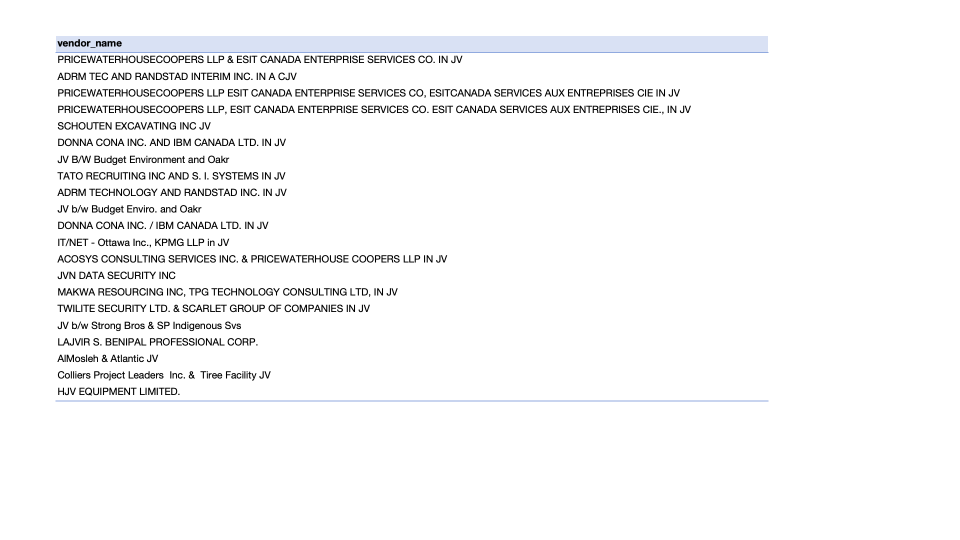 vendor_name
PRICEWATERHOUSECOOPERS LLP & ESIT CANADA ENTERPRISE SERVICES CO. IN JV
ADRM TEC AND RANDSTAD INTERIM INC. IN A CJV
PRICEWATERHOUSECOOPERS LLP ESIT CANADA ENTERPRISE SERVICES CO, ESITCANADA SERVICES AUX ENTREPRISES CIE IN JV
PRICEWATERHOUSECOOPERS LLP, ESIT CANADA ENTERPRISE SERVICES CO. ESIT CANADA SERVICES AUX ENTREPRISES CIE., IN JV
SCHOUTEN EXCAVATING INC JV
DONNA CONA INC. AND IBM CANADA LTD. IN JV
JV B/W Budget Environment and Oakr
TATO RECRUITING INC AND S. I. SYSTEMS IN JV
ADRM TECHNOLOGY AND RANDSTAD INC. IN JV
JV b/w Budget Enviro. and Oakr
DONNA CONA INC. / IBM CANADA LTD. IN JV
IT/NET - Ottawa Inc., KPMG LLP in JV
ACOSYS CONSULTING SERVICES INC. & PRICEWATERHOUSE COOPERS LLP IN JV
JVN DATA SECURITY INC
MAKWA RESOURCING INC, TPG TECHNOLOGY CONSULTING LTD, IN JV
TWILITE SECURITY LTD. & SCARLET GROUP OF COMPANIES IN JV
JV b/w Strong Bros & SP Indigenous Svs
LAJVIR S. BENIPAL PROFESSIONAL CORP.
AlMosleh & Atlantic JV
Colliers Project Leaders  Inc. &  Tiree Facility JV
HJV EQUIPMENT LIMITED.